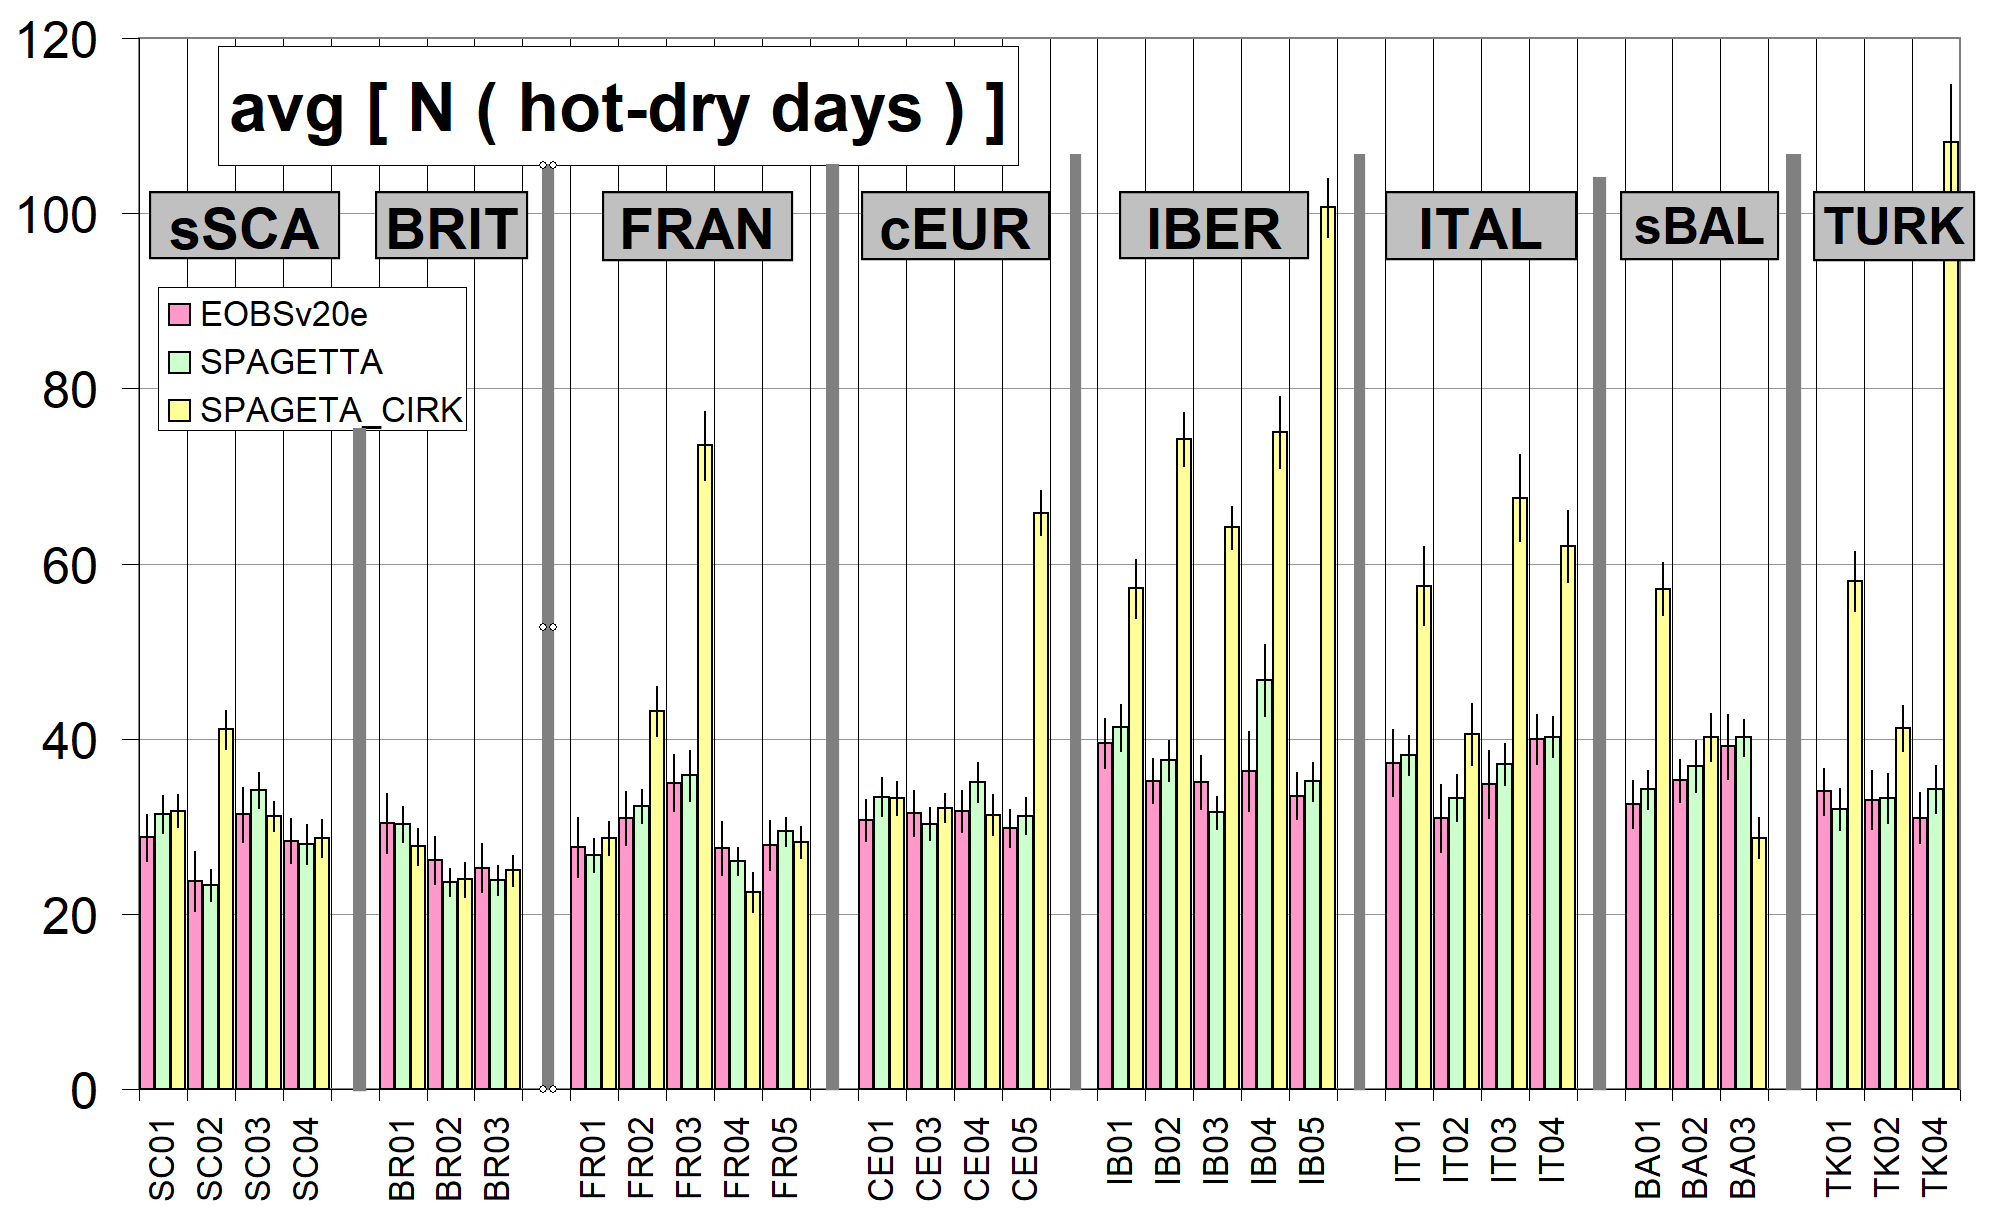 avg [ N ( hot-dry days ) ]
120
100
80
60
40
20
0
sSCA
BRIT
FRAN
cEUR
IBER
ITAL
sBAL
TURK
EOBSv20e
SPAGETTA
SPAGETA_CIRK
SC01
SC02
SC03
SC04
BR01
BR02
BR03
FR01
FR02
FR03
FR04
FR05
CE01
CE03
CE04
CE05
IB01
IB02
IB03
IB04
IB05
IT01
IT02
IT03
IT04
BA01
BA02
BA03
TK01
TK02
TK04